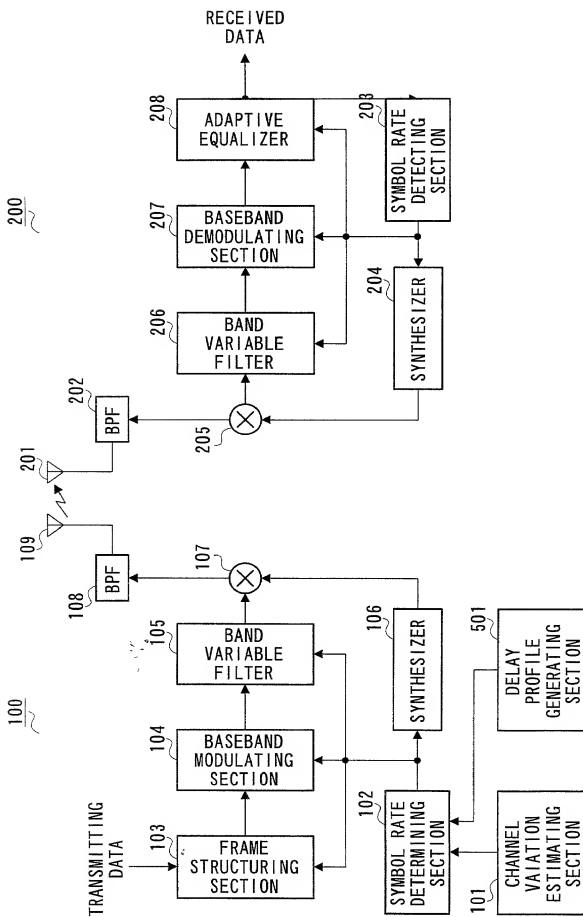 100
TRANSMITTING
DATA
103
FRAME
STRUCTURING
SECTION
104
BASEBAND
MODULATING
SECTION
105
BAND
VARIABLE
FILTER
107
108
BPF
109
102
SYMBOL RATE
DETERMINING
SECTION
106
SYNTHESIZER
101
CHANNEL
VAIATION
ESTIMATING
SECTION
501
DELAY
PROFILE
GENERATING
SECTION
200
201
202
BPF
205
206
BAND
VARIABLE
FILTER
207
BASEBAND
DEMODULATING
SECTION
208
ADAPTIVE
EQUALIZER
RECEIVED
DATA
204
SYNTHESIZER
203
SYMBOL RATE
DETECTING
SECTION